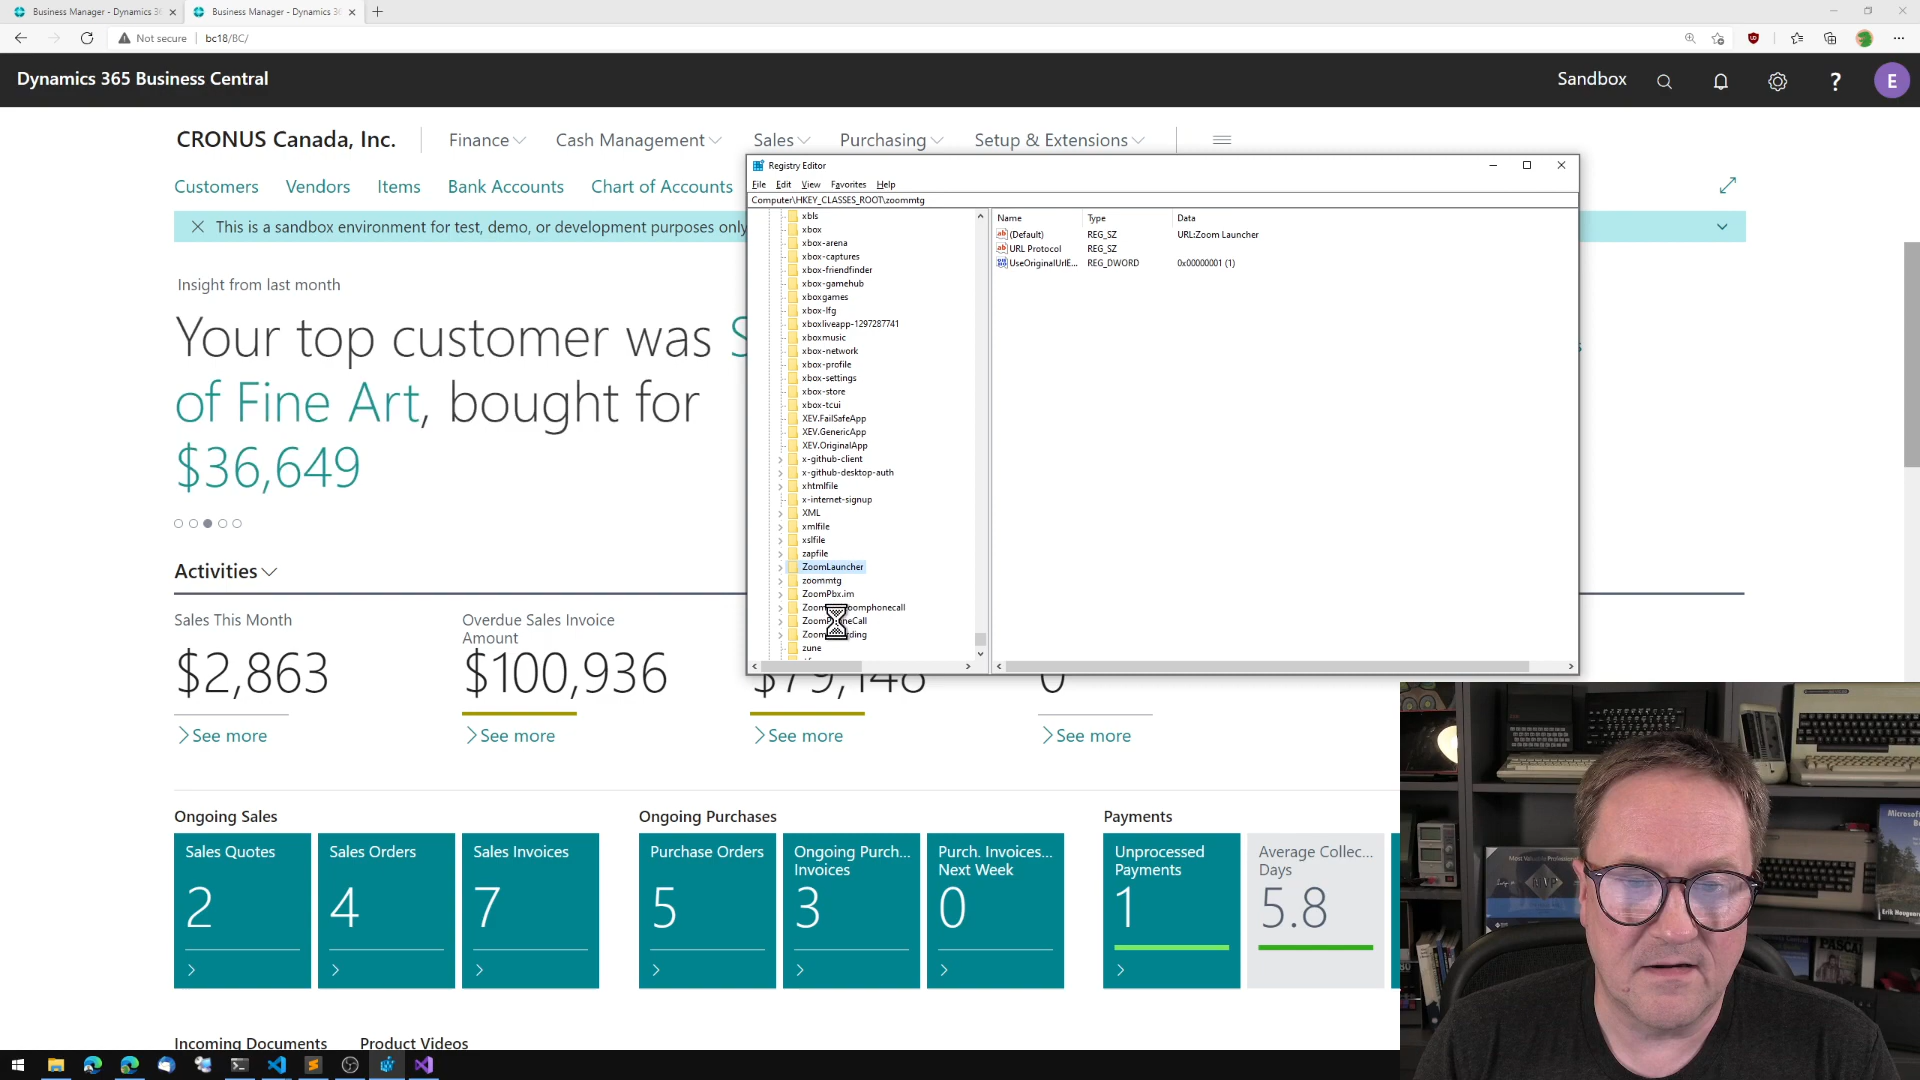 Business Manager - Dynamics 36
Business Manager - Dynamics 36
Not secure
bc18/BC/
Dynamics 365 Business Central
Sandbox
?
E
CRONUS Canada, Inc.
Finance
Cash Management
Sales
Purchasing
Setup & Extensions
Customers
Vendors
Items
Bank Accounts
Chart of Accounts
This is a sandbox environment for test, demo, or development purposes only
Insight from last month
Your top customer was S
of Fine Art, bought for
$36,649
Registry Editor
File Edit View Favorites Help
Computer\HKEY_CLASSES_ROOT\zoommtg
xbls
xbox
xbox-arena
xbox-captures
xbox-friendfinder
xbox-gamehub
xboxgames
xbox-lfg
xboxliveapp-1297287741
xboxmusic
xbox-network
xbox-profile
xbox-settings
xbox-store
xbox-tcui
XEV.FailSafeApp
XEV.GenericApp
XEV.OriginalApp
x-github-client
x-github-desktop-auth
xhtmlfile
x-internet-signup
XML
xmlfile
xslfile
zapfile
ZoomLauncher
zoommtg
ZoomPbx.im
zune
Name Type Data
(Default) REG_SZ URL:Zoom Launcher
URL Protocol REG_SZ
UseOriginalUrlE... REG_DWORD 0x00000001 (1)
Activities
Sales This Month
$2,863
See more
Overdue Sales Invoice
Amount
$100,936
See more
$79,148
See more
0
See more
Ongoing Sales
Sales Quotes
2
Sales Orders
4
Sales Invoices
7
Ongoing Purchases
Purchase Orders
5
Ongoing Purch...
Invoices
3
Purch. Invoices...
Next Week
0
Payments
Unprocessed
Payments
1
Average Collec...
Days
5.8
Incoming Documents
Product Videos
Microsof
PASCAL